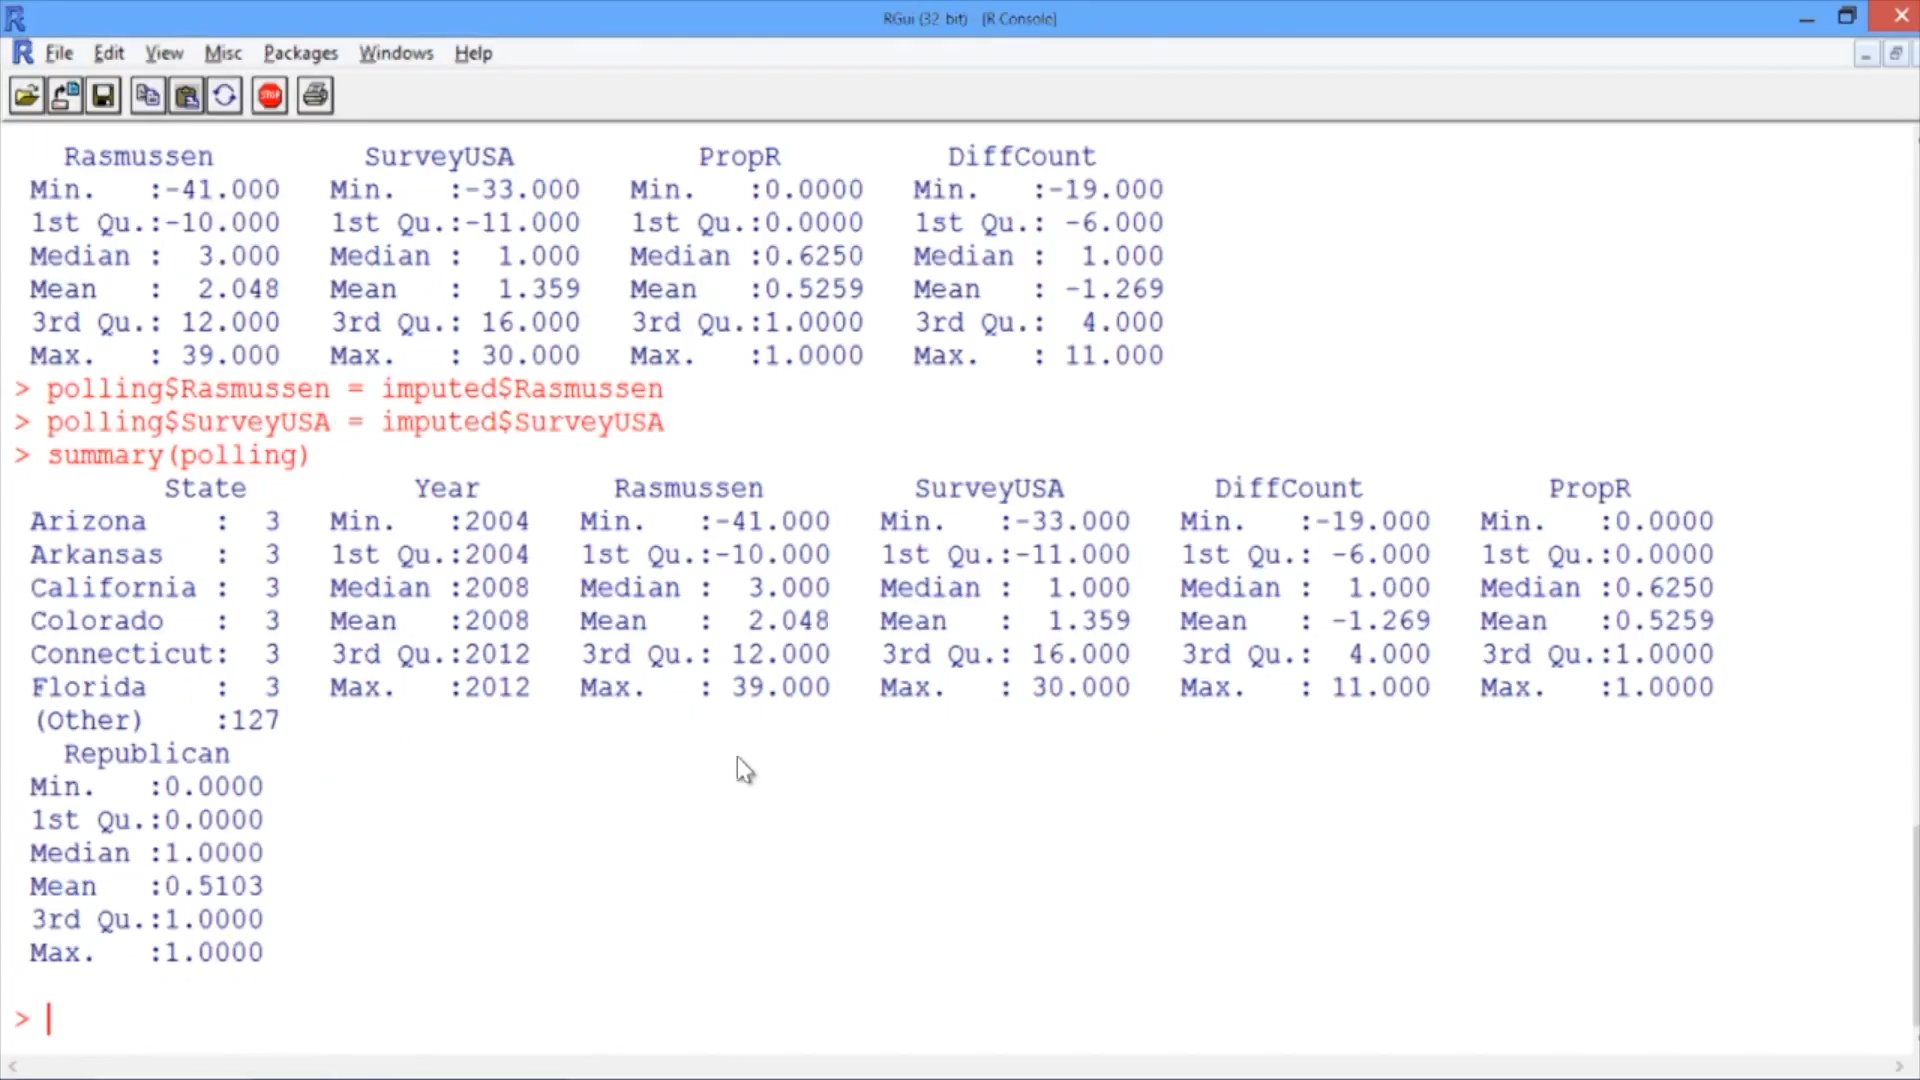 RGui (32 bit) [R Console]
File Edit View Misc Packages Windows Help
STOP
Rasmussen SurveyUSA PropR DiffCount
Min. :-41.000 Min. :-33.000 Min. :0.0000 Min. :-19.000
1st Qu.:-10.000 1st Qu.:-11.000 1st Qu.:0.0000 1st Qu.: -6.000
Median : 3.000 Median : 1.000 Median :0.6250 Median : 1.000
Mean : 2.048 Mean : 1.359 Mean :0.5259 Mean : -1.269
3rd Qu.: 12.000 3rd Qu.: 16.000 3rd Qu.:1.0000 3rd Qu.: 4.000
Max. : 39.000 Max. : 30.000 Max. :1.0000 Max. : 11.000
> polling$Rasmussen = imputed$Rasmussen
> polling$SurveyUSA = imputed$SurveyUSA
> summary(polling)
State Year Rasmussen SurveyUSA DiffCount PropR
Arizona : 3 Min. :2004 Min. :-41.000 Min. :-33.000 Min. :-19.000 Min. :0.0000
Arkansas : 3 1st Qu.:2004 1st Qu.:-10.000 1st Qu.:-11.000 1st Qu.: -6.000 1st Qu.:0.0000
California : 3 Median :2008 Median : 3.000 Median : 1.000 Median : 1.000 Median :0.6250
Colorado : 3 Mean :2008 Mean : 2.048 Mean : 1.359 Mean : -1.269 Mean :0.5259
Connecticut: 3 3rd Qu.:2012 3rd Qu.: 12.000 3rd Qu.: 16.000 3rd Qu.: 4.000 3rd Qu.:1.0000
Florida : 3 Max. :2012 Max. : 39.000 Max. : 30.000 Max. : 11.000 Max. :1.0000
(Other) :127
Republican
Min. :0.0000
1st Qu.:0.0000
Median :1.0000
Mean :0.5103
3rd Qu.:1.0000
Max. :1.0000
>